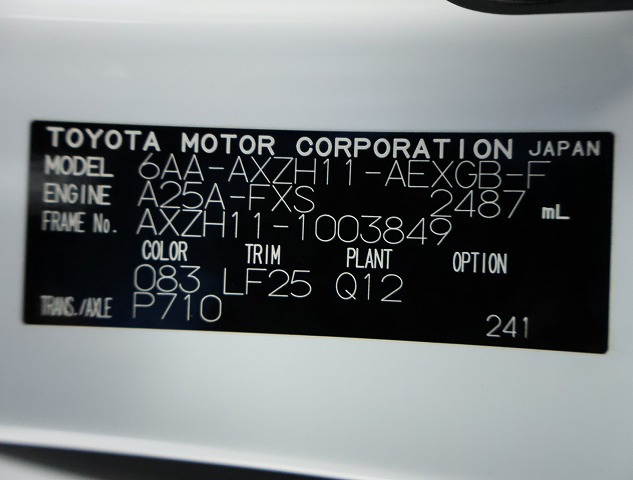 TOYOTA MOTOR CORPORATION JAPAN
MODEL 6AA-AXZH11-AEXGB-F
ENGINE A25A-FXS 2487 mL
FRAME No. AXZH11-1003849
COLOR TRIM PLANT OPTION
083 LF25 Q12
TRANS./AXLE P710
241